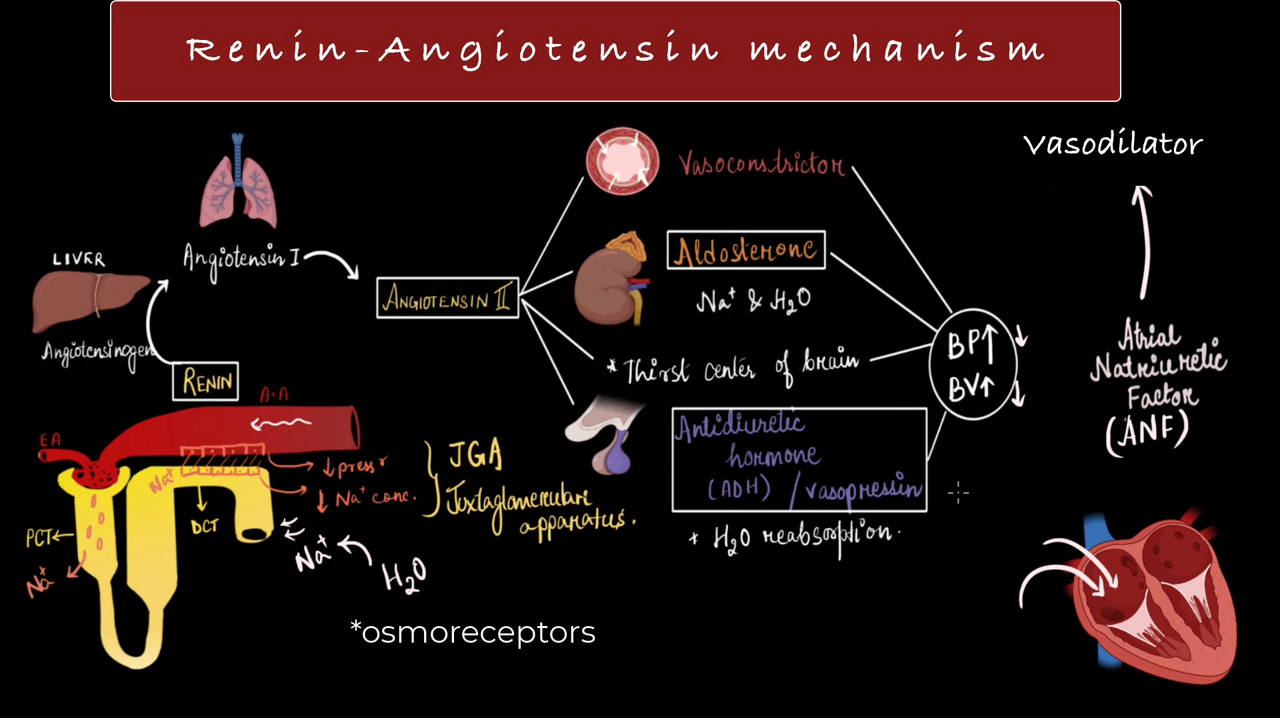 Renin-Angiotensin mechanism
Vasodilator
Vasoconstrictor
LIVER
Angiotensin I
Aldosterone
Na⁺ & H₂O
ANGIOTENSIN II
Angiotensinogen
RENIN
* Thirst center of brain
BP↑ ↓
BV↑ ↓
Atrial
Natriuretic
Factor
(ANF)
A·A
EA
Antidiuretic
hormone
(ADH) / vasopressin
* H₂O reabsorption.
Na⁺
↓ press r
↓ Na⁺ conc.
JGA
Juxtaglomerulari
apparatus.
PCT
DCT
Na⁺
Na⁺
H₂O
*osmoreceptors